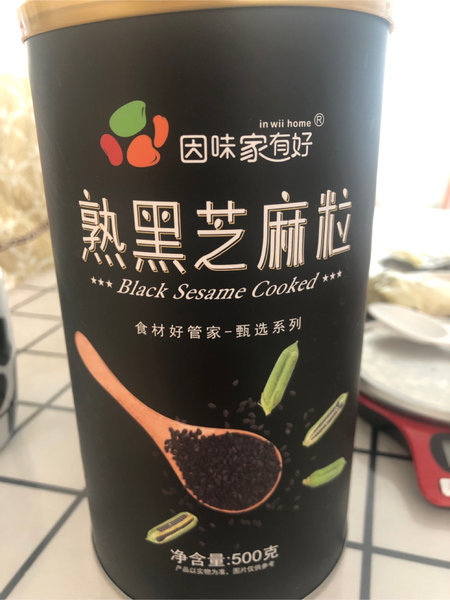 in wii home ®
因味家有好
熟黑芝麻粒
*** Black Sesame Cooked ***
食材好管家-甄选系列
净含量:500克
产品以实物为准,图片仅供参考